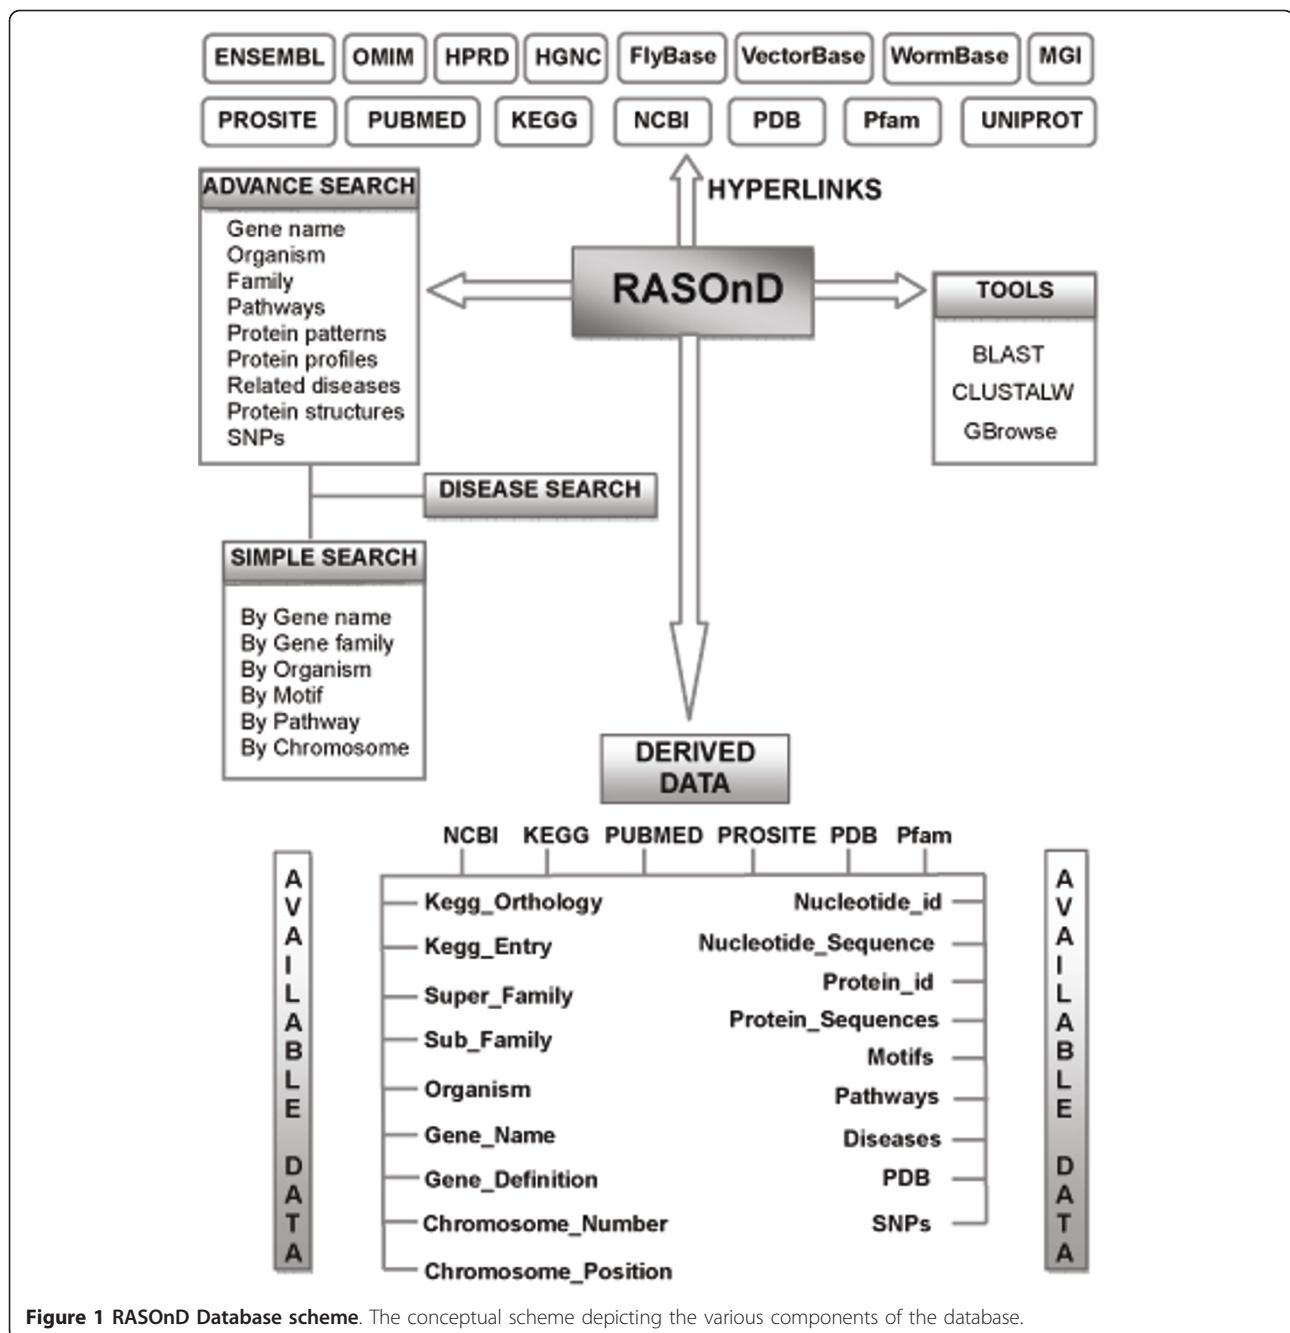 ENSEMBL OMIM HPRD HGNC FlyBase VectorBase WormBase MGI
PROSITE PUBMED KEGG NCBI PDB Pfam UNIPROT
HYPERLINKS
RASOnD
ADVANCE SEARCH
Gene name
Organism
Family
Pathways
Protein patterns
Protein profiles
Related diseases
Protein structures
SNPs
TOOLS
BLAST
CLUSTALW
GBrowse
DISEASE SEARCH
SIMPLE SEARCH
By Gene name
By Gene family
By Organism
By Motif
By Pathway
By Chromosome
DERIVED
DATA
NCBI KEGG PUBMED PROSITE PDB Pfam
AVAILABLE DATA
Kegg_Orthology
Kegg_Entry
Super_Family
Sub_Family
Organism
Gene_Name
Gene_Definition
Chromosome_Number
Chromosome_Position
Nucleotide_id
Nucleotide_Sequence
Protein_id
Protein_Sequences
Motifs
Pathways
Diseases
PDB
SNPs
AVAILABLE DATA
Figure 1 RASOnD Database scheme. The conceptual scheme depicting the various components of the database.